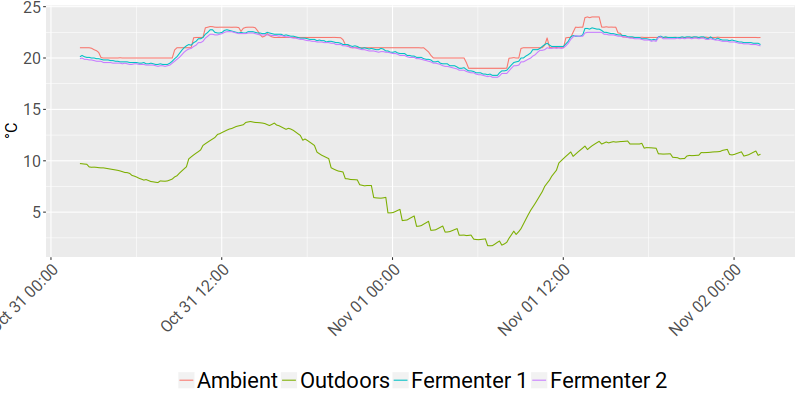 25
20
15
10
5
°C
ct 31 00:00
Oct 31 12:00
Nov 01 00:00
Nov 01 12:00
Nov 02 00:00
Ambient Outdoors Fermenter 1 Fermenter 2